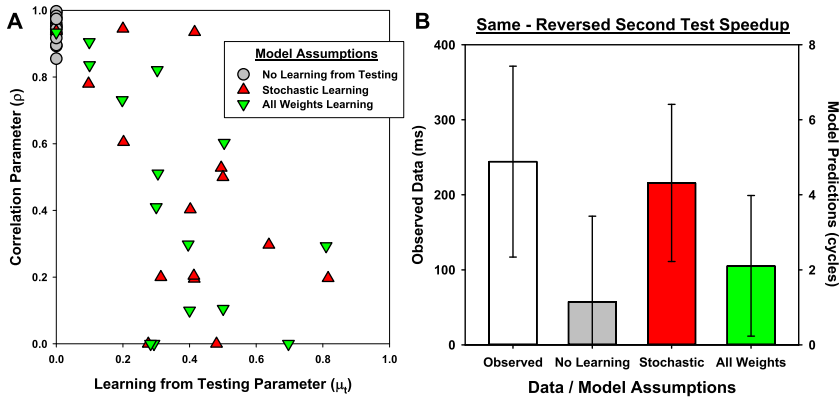 A
1.0
0.8
0.6
0.4
0.2
0.0
Correlation Parameter (ρ)
0.0 0.2 0.4 0.6 0.8 1.0
Learning from Testing Parameter (μt)
Model Assumptions
No Learning from Testing
Stochastic Learning
All Weights Learning
B
Same - Reversed Second Test Speedup
400
300
200
100
0
Observed Data (ms)
8
6
4
2
0
Model Predictions (cycles)
Observed No Learning Stochastic All Weights
Data / Model Assumptions